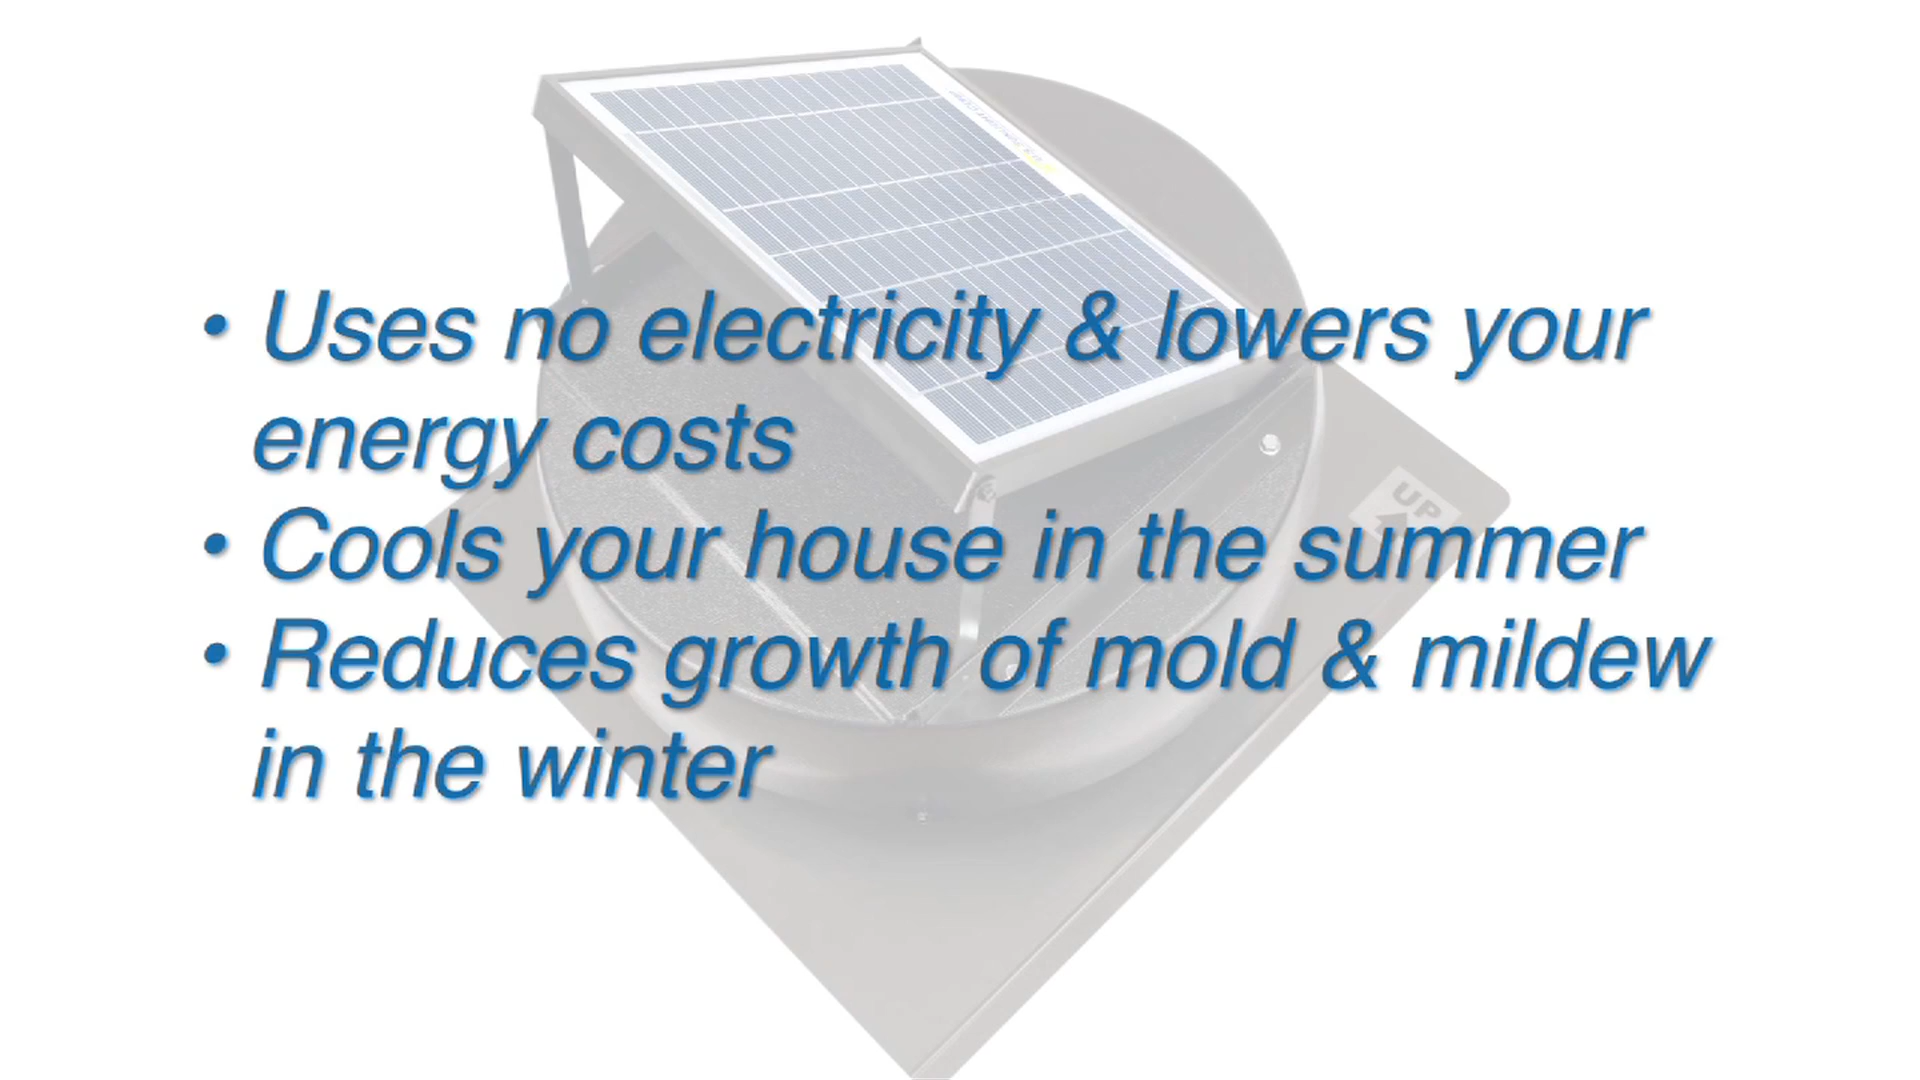 • Uses no electricity & lowers your
energy costs
• Cools your house in the summer
UP
• Reduces growth of mold & mildew
in the winter